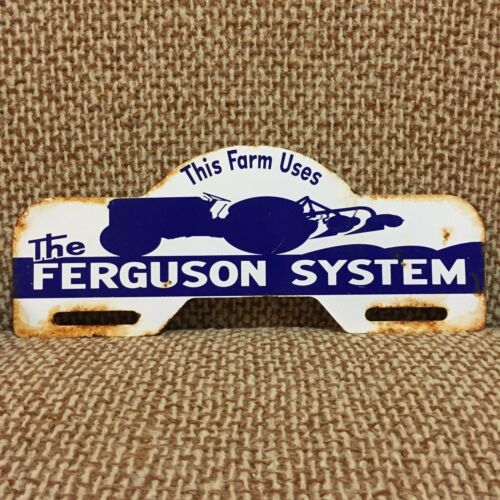 This Farm Uses
The
FERGUSON SYSTEM